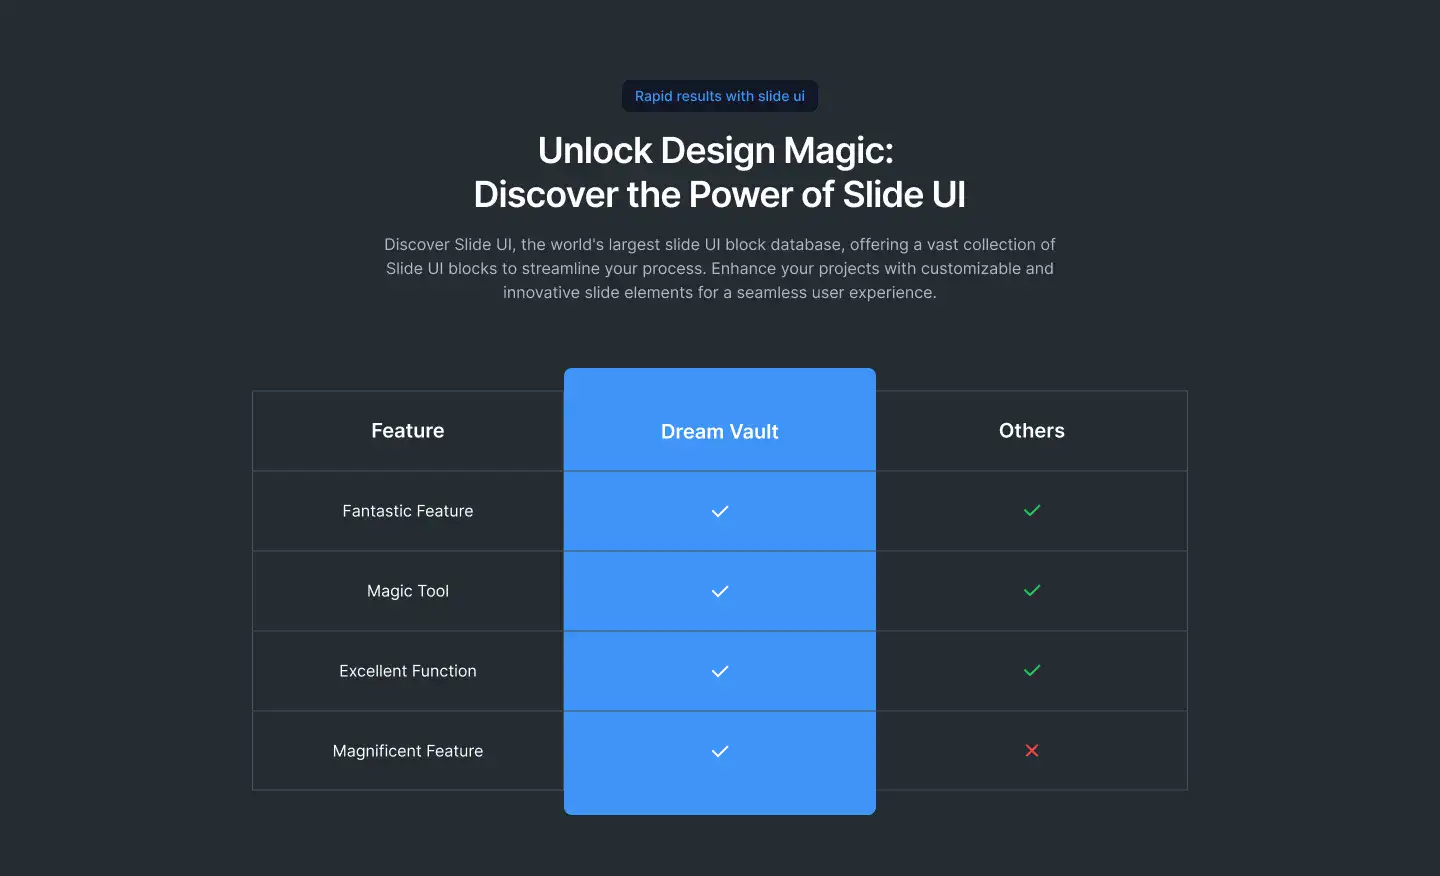 Rapid results with slide ui
Unlock Design Magic:
Discover the Power of Slide UI
Discover Slide UI, the world's largest slide UI block database, offering a vast collection of
Slide UI blocks to streamline your process. Enhance your projects with customizable and
innovative slide elements for a seamless user experience.
Feature
Dream Vault
Others
Fantastic Feature
Magic Tool
Excellent Function
Magnificent Feature